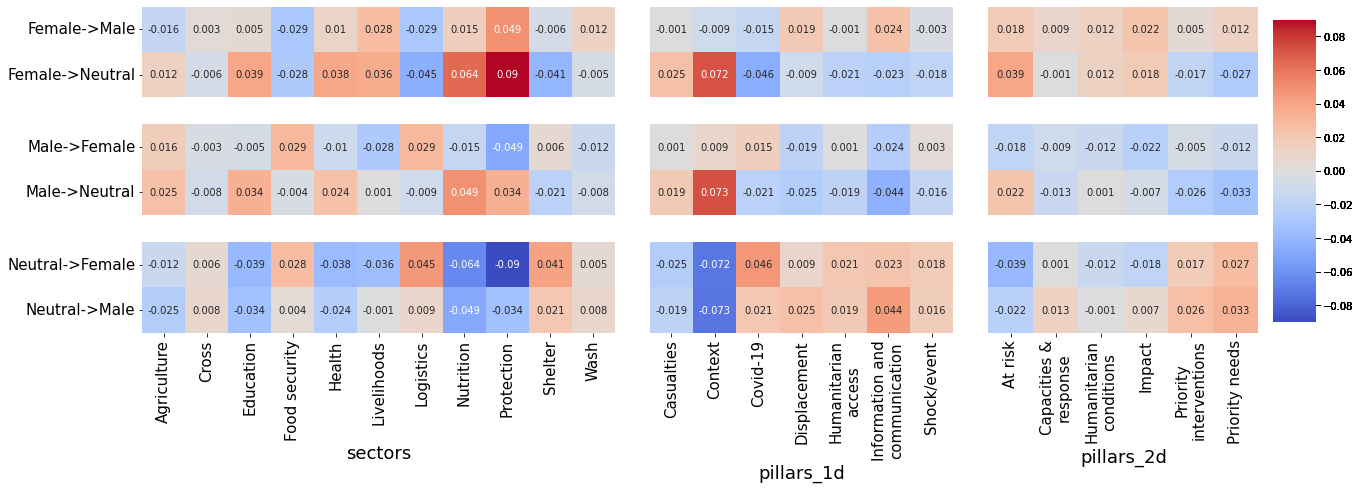 Female->Male -0.016 0.003 0.005 -0.029 0.01 0.028 -0.029 0.015 0.049 -0.006 0.012 -0.001 -0.009 -0.015 0.019 -0.001 0.024 -0.003 0.018 0.009 0.012 0.022 0.005 0.012
Female->Neutral 0.012 -0.006 0.039 -0.028 0.038 0.036 -0.045 0.064 0.09 -0.041 -0.005 0.025 0.072 -0.046 -0.009 -0.021 -0.023 -0.018 0.039 -0.001 0.012 0.018 -0.017 -0.027
Male->Female 0.016 -0.003 -0.005 0.029 -0.01 -0.028 0.029 -0.015 -0.049 0.006 -0.012 0.001 0.009 0.015 -0.019 0.001 -0.024 0.003 -0.018 -0.009 -0.012 -0.022 -0.005 -0.012
Male->Neutral 0.025 -0.008 0.034 -0.004 0.024 0.001 -0.009 0.049 0.034 -0.021 -0.008 0.019 0.073 -0.021 -0.025 -0.019 -0.044 -0.016 0.022 -0.013 0.001 -0.007 -0.026 -0.033
Neutral->Female -0.012 0.006 -0.039 0.028 -0.038 -0.036 0.045 -0.064 -0.09 0.041 0.005 -0.025 -0.072 0.046 0.009 0.021 0.023 0.018 -0.039 0.001 -0.012 -0.018 0.017 0.027
Neutral->Male -0.025 0.008 -0.034 0.004 -0.024 -0.001 0.009 -0.049 -0.034 0.021 0.008 -0.019 -0.073 0.021 0.025 0.019 0.044 0.016 -0.022 0.013 -0.001 0.007 0.026 0.033
Agriculture
Cross
Education
Food security
Health
Livelihoods
Logistics
Nutrition
Protection
Shelter
Wash
sectors
Casualties
Context
Covid-19
Displacement
Humanitarian
access
Information and
communication
Shock/event
pillars_1d
At risk
Capacities &
response
Humanitarian
conditions
Impact
Priority
interventions
Priority needs
pillars_2d
0.08
0.06
0.04
0.02
0.00
−0.02
−0.04
−0.06
−0.08